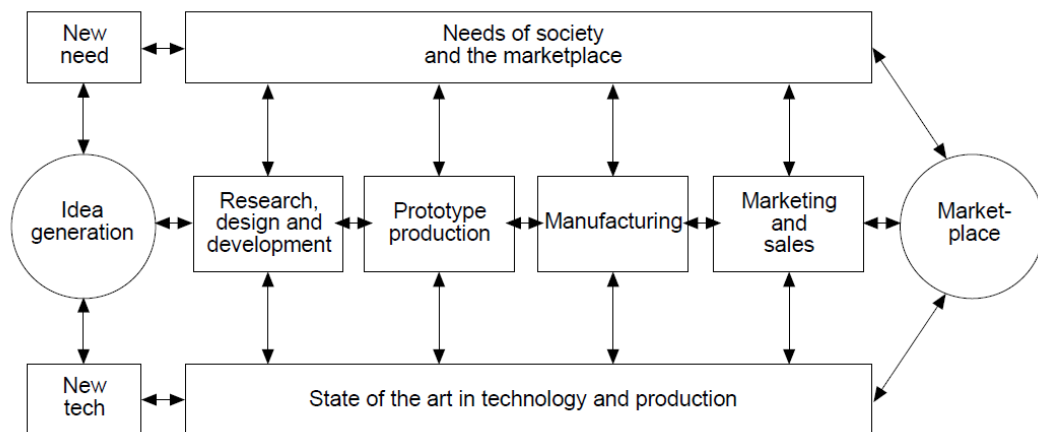 New
need
Needs of society
and the marketplace
Idea
generation
Research,
design and
development
Prototype
production
Manufacturing
Marketing
and
sales
Market-
place
New
tech
State of the art in technology and production